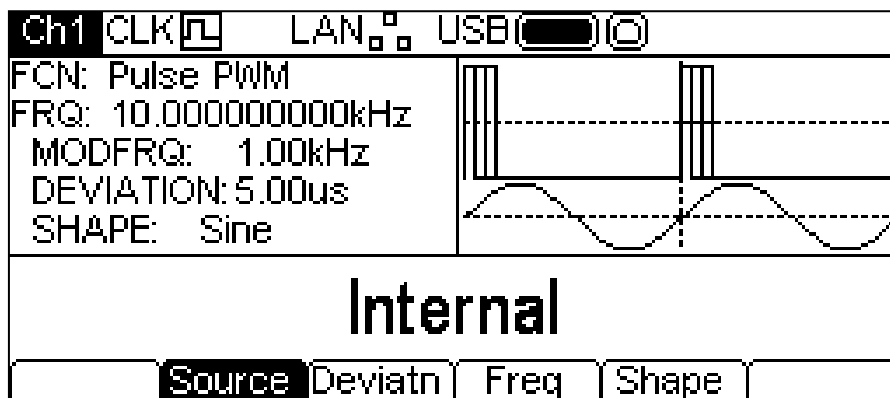 Ch1 CLK LAN USB
FCN: Pulse PWM
FRQ: 10.000000000kHz
MODFRQ: 1.00kHz
DEVIATION: 5.00us
SHAPE: Sine
Internal
Source Deviatn Freq Shape